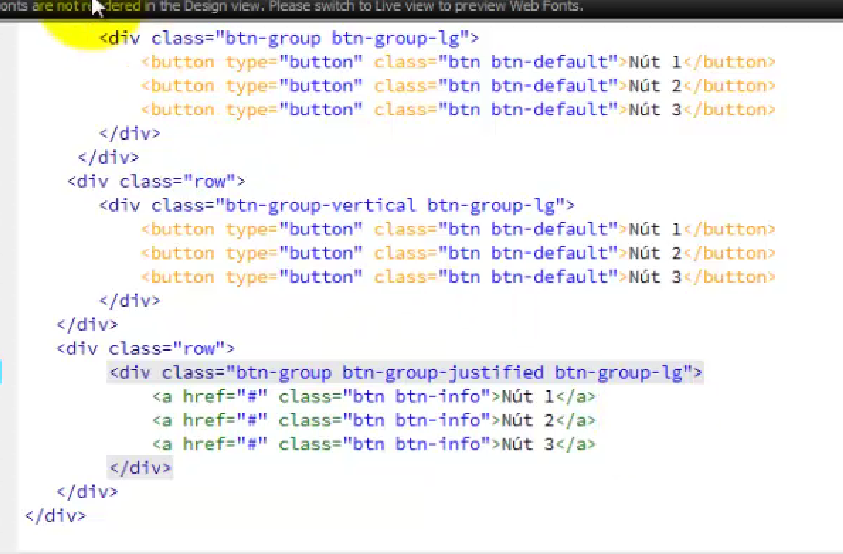 onts are not rendered in the Design view. Please switch to Live view to preview Web Fonts.
<div class="btn-group btn-group-lg">
<button type="button" class="btn btn-default">Nút 1</button>
<button type="button" class="btn btn-default">Nút 2</button>
<button type="button" class="btn btn-default">Nút 3</button>
</div>
</div>
<div class="row">
<div class="btn-group-vertical btn-group-lg">
<button type="button" class="btn btn-default">Nút 1</button>
<button type="button" class="btn btn-default">Nút 2</button>
<button type="button" class="btn btn-default">Nút 3</button>
</div>
</div>
<div class="row">
<div class="btn-group btn-group-justified btn-group-lg">
<a href="#" class="btn btn-info">Nút 1</a>
<a href="#" class="btn btn-info">Nút 2</a>
<a href="#" class="btn btn-info">Nút 3</a>
</div>
</div>
</div>